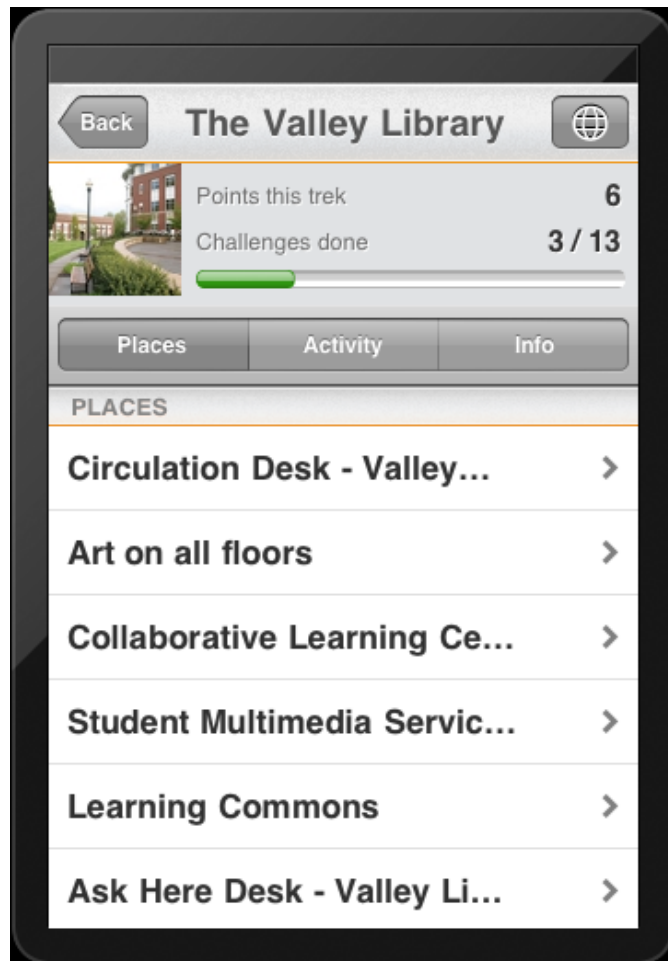 Back
The Valley Library
Points this trek 6
Challenges done 3 / 13
Places Activity Info
PLACES
Circulation Desk - Valley...
Art on all floors
Collaborative Learning Ce...
Student Multimedia Servic...
Learning Commons
Ask Here Desk - Valley Li...